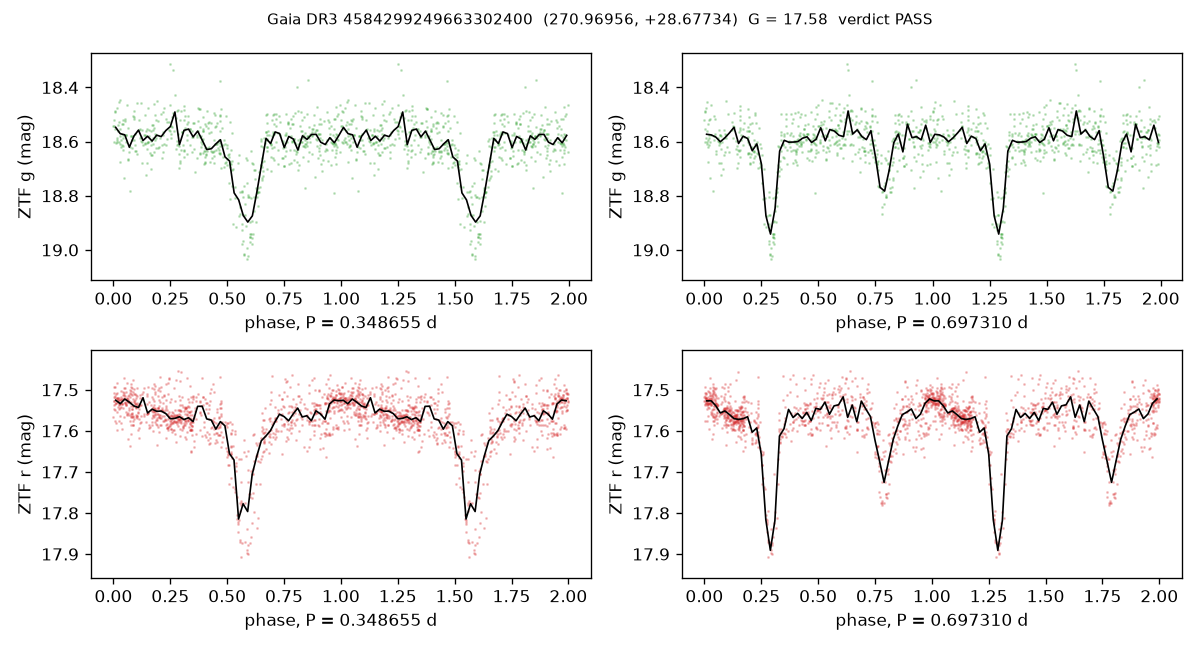 Gaia DR3 4584299249663302400  (270.96956, +28.67734)  G = 17.58  verdict PASS
ZTF g (mag)
18.4
18.6
18.8
19.0
0.00 0.25 0.50 0.75 1.00 1.25 1.50 1.75 2.00
phase, P = 0.348655 d
ZTF g (mag)
18.4
18.6
18.8
19.0
0.00 0.25 0.50 0.75 1.00 1.25 1.50 1.75 2.00
phase, P = 0.697310 d
ZTF r (mag)
17.5
17.6
17.7
17.8
17.9
0.00 0.25 0.50 0.75 1.00 1.25 1.50 1.75 2.00
phase, P = 0.348655 d
ZTF r (mag)
17.5
17.6
17.7
17.8
17.9
0.00 0.25 0.50 0.75 1.00 1.25 1.50 1.75 2.00
phase, P = 0.697310 d